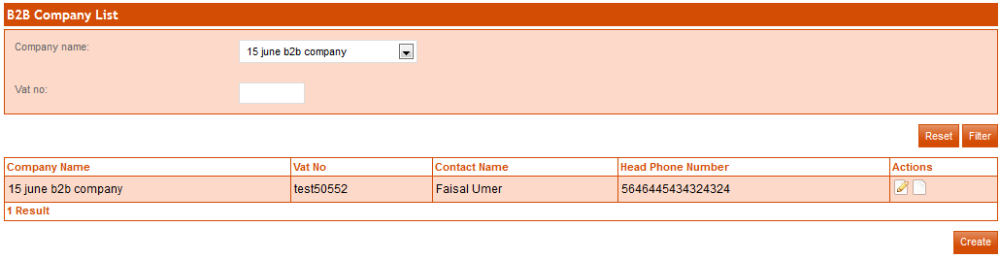 B2B Company List
Company name: 15 june b2b company
Vat no:
Reset Filter
Company Name Vat No Contact Name Head Phone Number Actions
15 june b2b company test50552 Faisal Umer 5646445434324324
1 Result
Create